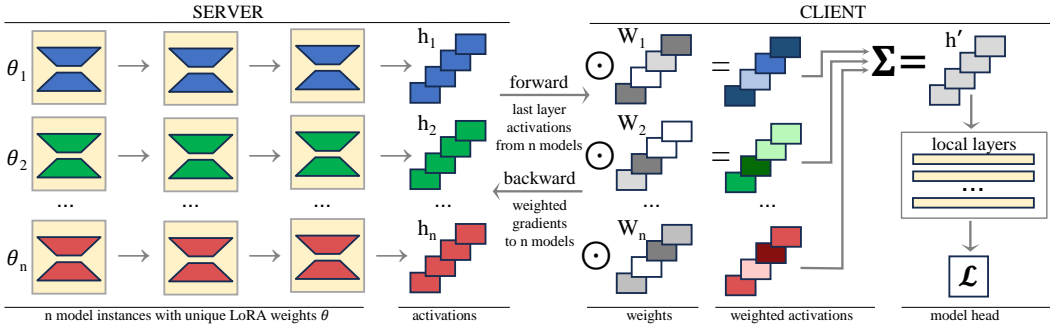 SERVER
CLIENT
θ1
h1
forward
last layer
activations
from n models
⊙
W1
=
Σ=
h′
θ2
h2
⊙
W2
=
local layers
...
backward
weighted
gradients
to n models
... ... ... ... ... ...
θn
hn
⊙
Wn
ℒ
n model instances with unique LoRA weights θ
activations
weights
weighted activations
model head